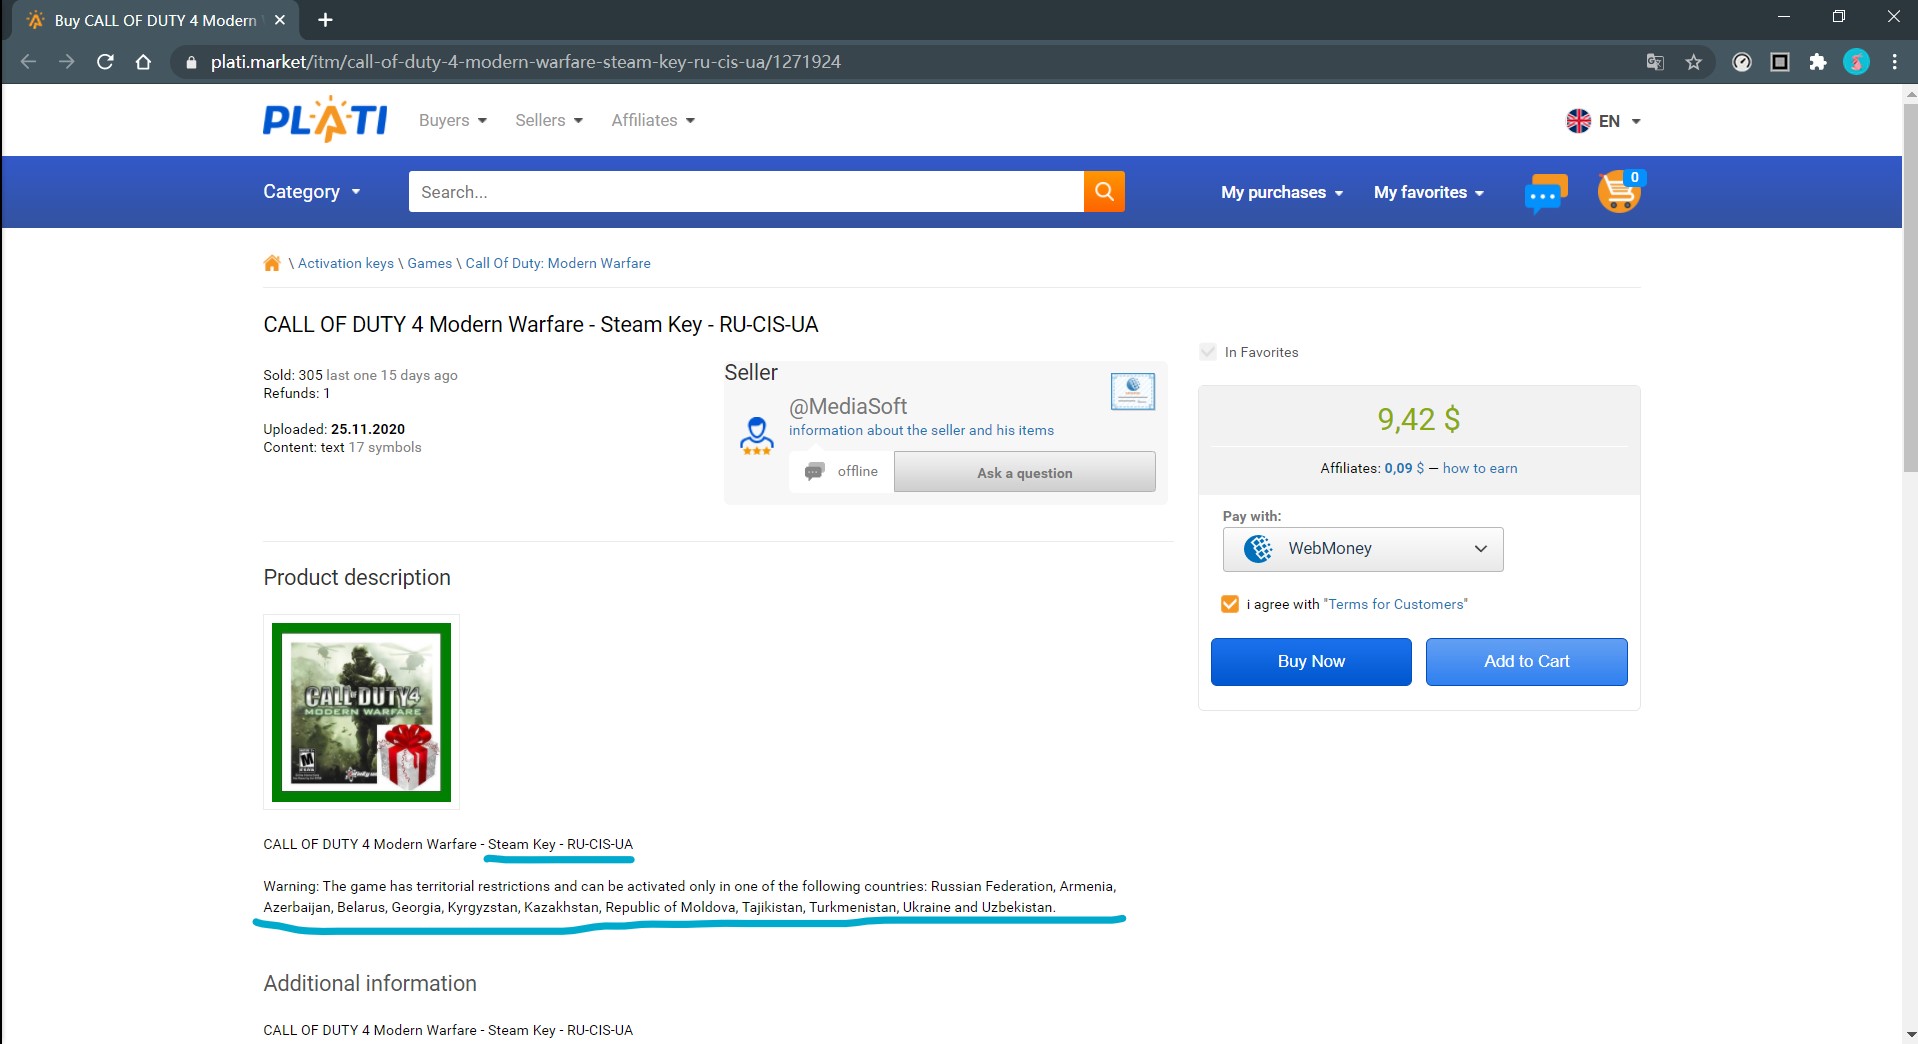 Buy CALL OF DUTY 4 Modern
plati.market/itm/call-of-duty-4-modern-warfare-steam-key-ru-cis-ua/1271924
PLATI
Buyers
Sellers
Affiliates
EN
Category
Search...
My purchases
My favorites
0
\ Activation keys \ Games \ Call Of Duty: Modern Warfare
CALL OF DUTY 4 Modern Warfare - Steam Key - RU-CIS-UA
Sold: 305 last one 15 days ago
Refunds: 1
Uploaded: 25.11.2020
Content: text 17 symbols
Seller
@MediaSoft
information about the seller and his items
offline
Ask a question
In Favorites
9,42 $
Affiliates: 0,09 $ — how to earn
Pay with:
WebMoney
i agree with "Terms for Customers"
Buy Now
Add to Cart
Product description
CALL OF DUTY 4
MODERN WARFARE
M
CALL OF DUTY 4 Modern Warfare - Steam Key - RU-CIS-UA
Warning: The game has territorial restrictions and can be activated only in one of the following countries: Russian Federation, Armenia,
Azerbaijan, Belarus, Georgia, Kyrgyzstan, Kazakhstan, Republic of Moldova, Tajikistan, Turkmenistan, Ukraine and Uzbekistan.
Additional information
CALL OF DUTY 4 Modern Warfare - Steam Key - RU-CIS-UA